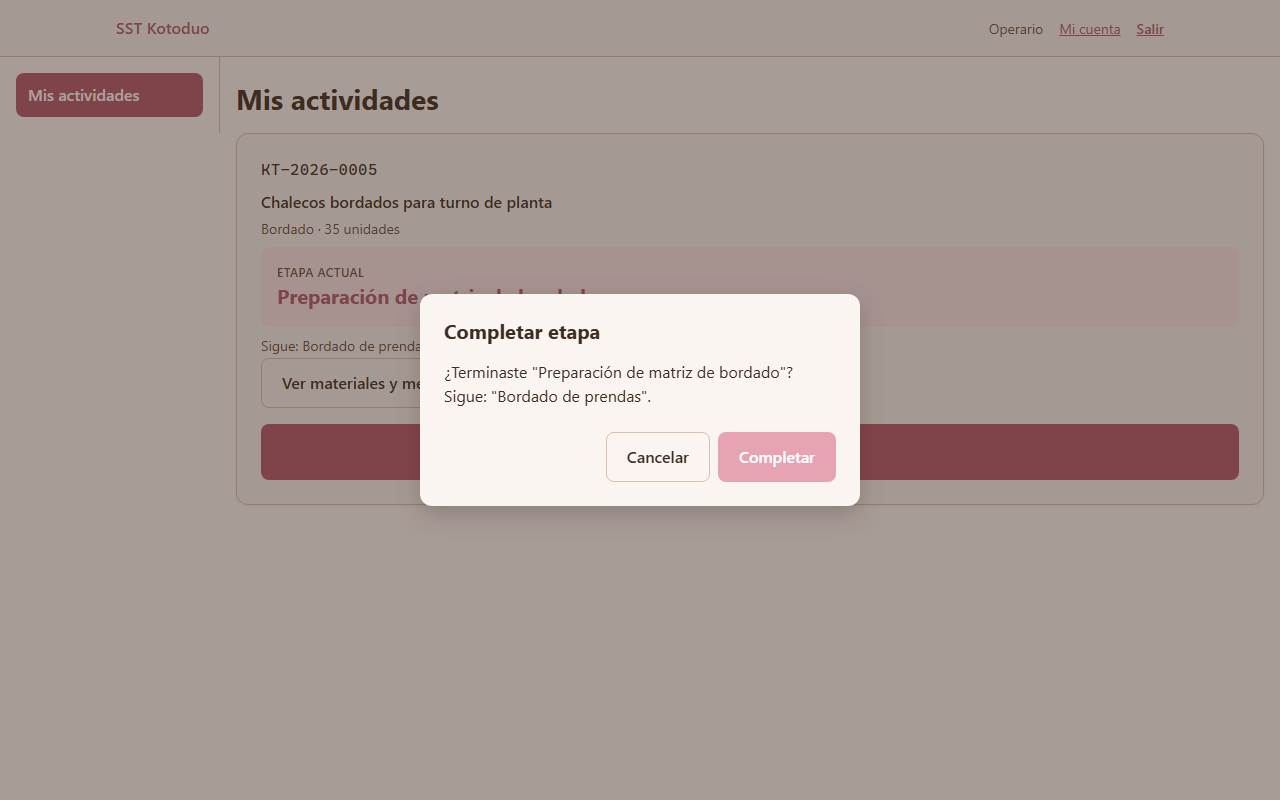 SST Kotoduo
Operario Mi cuenta Salir
Mis actividades
Mis actividades
KT-2026-0005
Chalecos bordados para turno de planta
Bordado · 35 unidades
ETAPA ACTUAL
Preparación de
Sigue: Bordado de prenda
Ver materiales y me
Completar etapa
¿Terminaste "Preparación de matriz de bordado"?
Sigue: "Bordado de prendas".
Cancelar
Completar